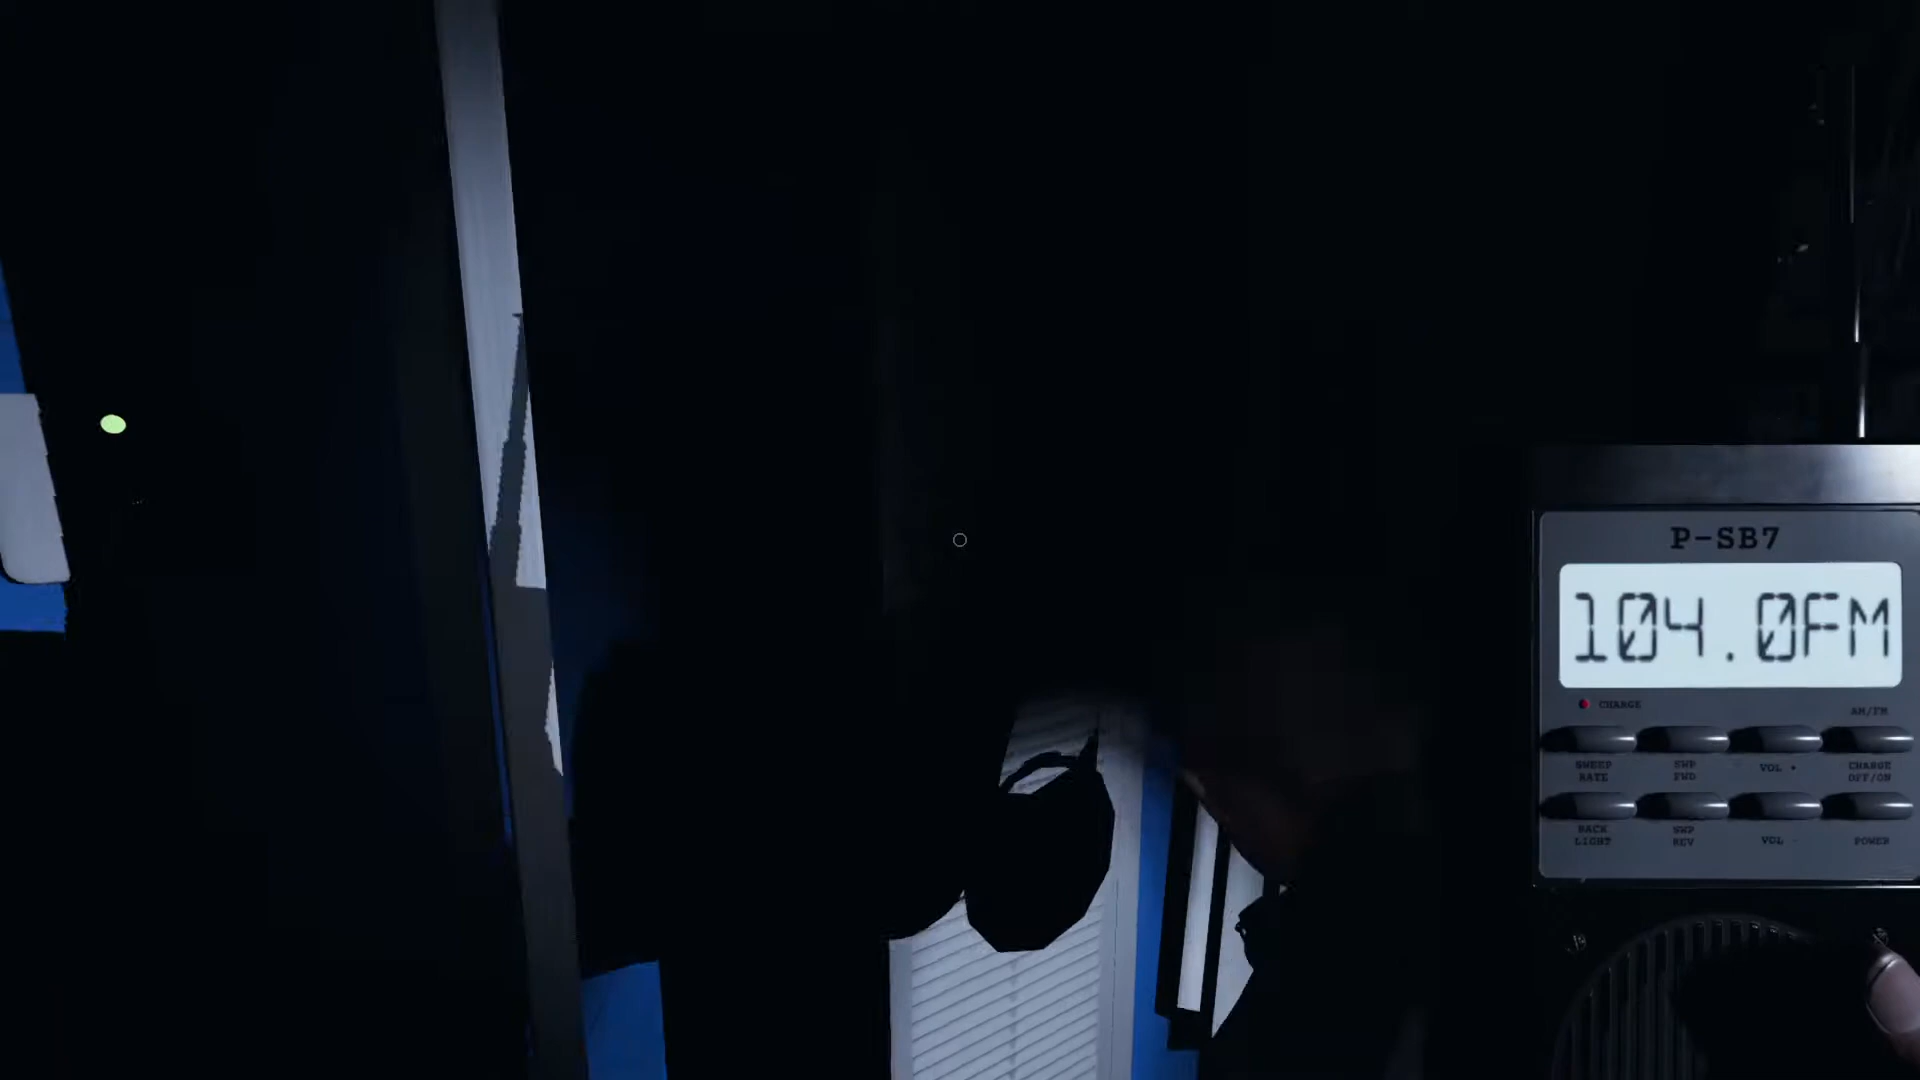 P-SB7
104.0FM
CHARGE
AM/FM
SWEEP RATE
SWP FWD
VOL +
CHARGE OFF/ON
BACK LIGHT
SWP REV
VOL -
POWER